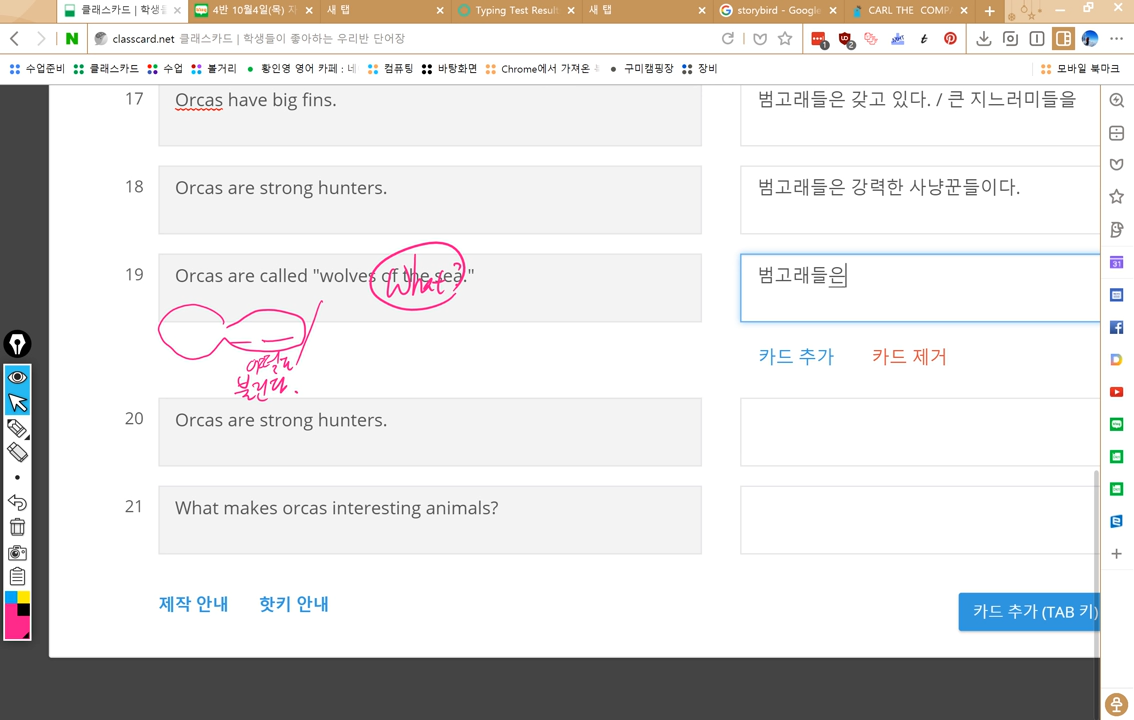 클래스카드 | 학생들
4반 10월4일(목) 지
새 탭
Typing Test Resul
새 탭
storybird - Google
CARL THE COMPA
N classcard.net 클래스카드 | 학생들이 좋아하는 우리반 단어장
수업준비 클래스카드 수업 볼거리 황인영 영어 카페 : 네 컴퓨팅 바탕화면 Chrome에서 가져온 구미캠핑장 장비 모바일 북마크
17 Orcas have big fins. 범고래들은 갖고 있다. / 큰 지느러미들을
18 Orcas are strong hunters. 범고래들은 강력한 사냥꾼들이다.
19 Orcas are called "wolves of the sea." 범고래들은
What?
불린다.
카드 추가 카드 제거
20 Orcas are strong hunters.
21 What makes orcas interesting animals?
제작 안내 핫키 안내
카드 추가 (TAB 키)